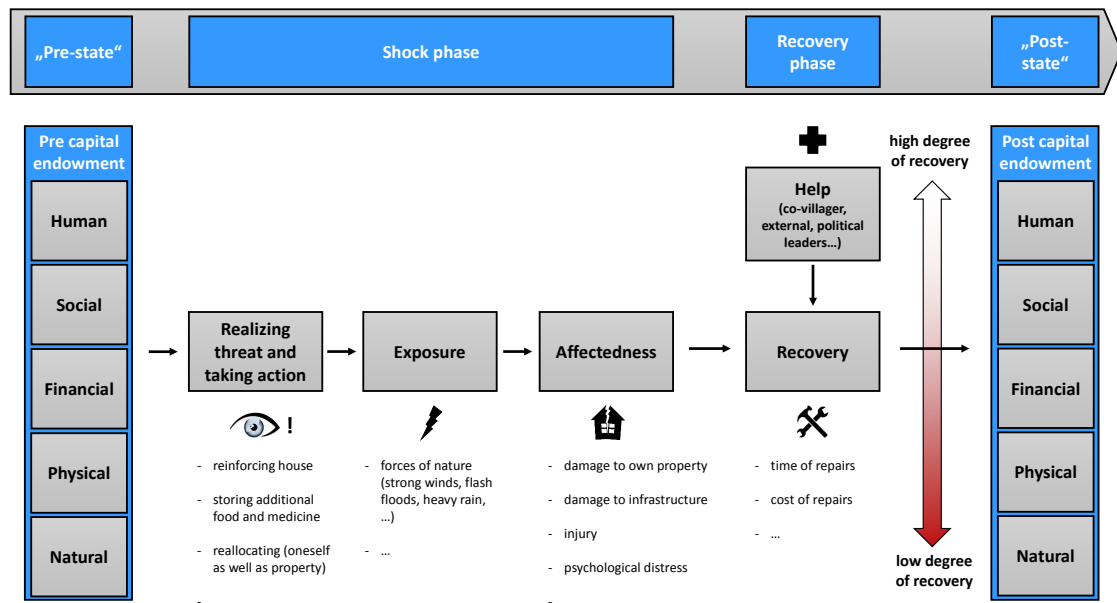 „Pre-state“
Shock phase
Recovery
phase
„Post-
state“
Pre capital
endowment
Human
Social
Financial
Physical
Natural
Realizing
threat and
taking action
!
- reinforcing house
- storing additional
food and medicine
- reallocating (oneself
as well as property)
-
Exposure
- forces of nature
(strong winds, flash
floods, heavy rain,
…)
- …
Affectedness
- damage to own property
- damage to infrastructure
- injury
- psychological distress
-
Help
(co-villager,
external, political
leaders…)
Recovery
- time of repairs
- cost of repairs
- …
high degree
of recovery
low degree
of recovery
Post capital
endowment
Human
Social
Financial
Physical
Natural